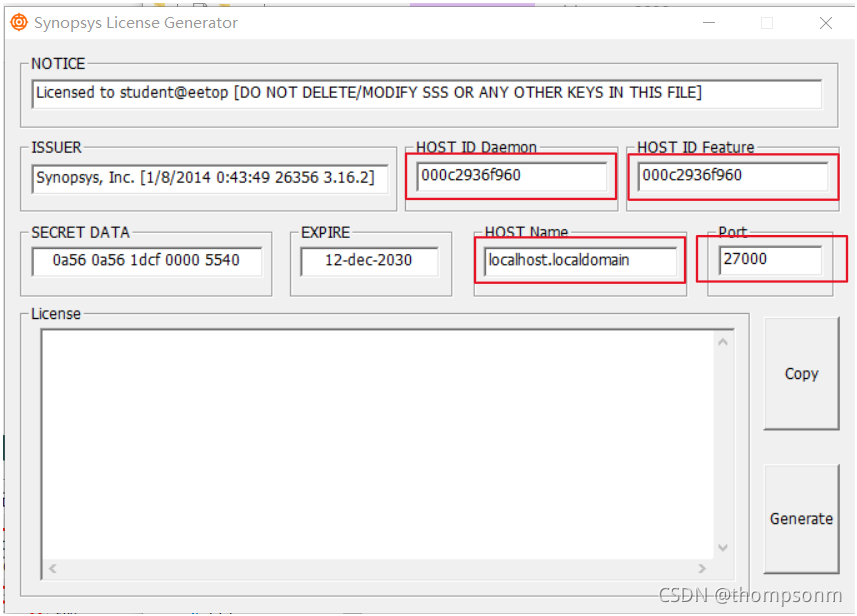 Synopsys License Generator
NOTICE
Licensed to student@eetop [DO NOT DELETE/MODIFY SSS OR ANY OTHER KEYS IN THIS FILE]
ISSUER
HOST ID Daemon
HOST ID Feature
Synopsys, Inc. [1/8/2014 0:43:49 26356 3.16.2]
000c2936f960
000c2936f960
SECRET DATA
EXPIRE
HOST Name
Port
0a56 0a56 1dcf 0000 5540
12-dec-2030
localhost.localdomain
27000
License
Copy
Generate
CSDN @thompsonm